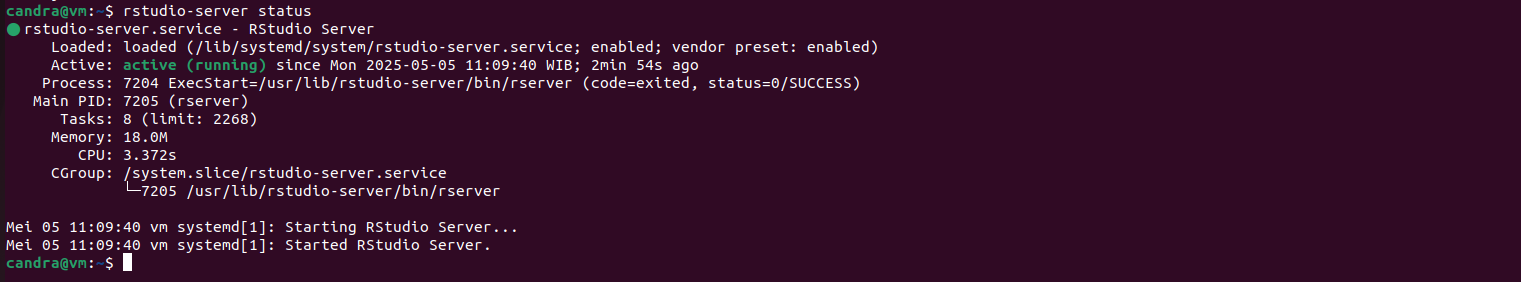 candra@vm:~$ rstudio-server status
● rstudio-server.service - RStudio Server
     Loaded: loaded (/lib/systemd/system/rstudio-server.service; enabled; vendor preset: enabled)
     Active: active (running) since Mon 2025-05-05 11:09:40 WIB; 2min 54s ago
    Process: 7204 ExecStart=/usr/lib/rstudio-server/bin/rserver (code=exited, status=0/SUCCESS)
   Main PID: 7205 (rserver)
      Tasks: 8 (limit: 2268)
     Memory: 18.0M
        CPU: 3.372s
     CGroup: /system.slice/rstudio-server.service
             └─7205 /usr/lib/rstudio-server/bin/rserver

Mei 05 11:09:40 vm systemd[1]: Starting RStudio Server...
Mei 05 11:09:40 vm systemd[1]: Started RStudio Server.
candra@vm:~$